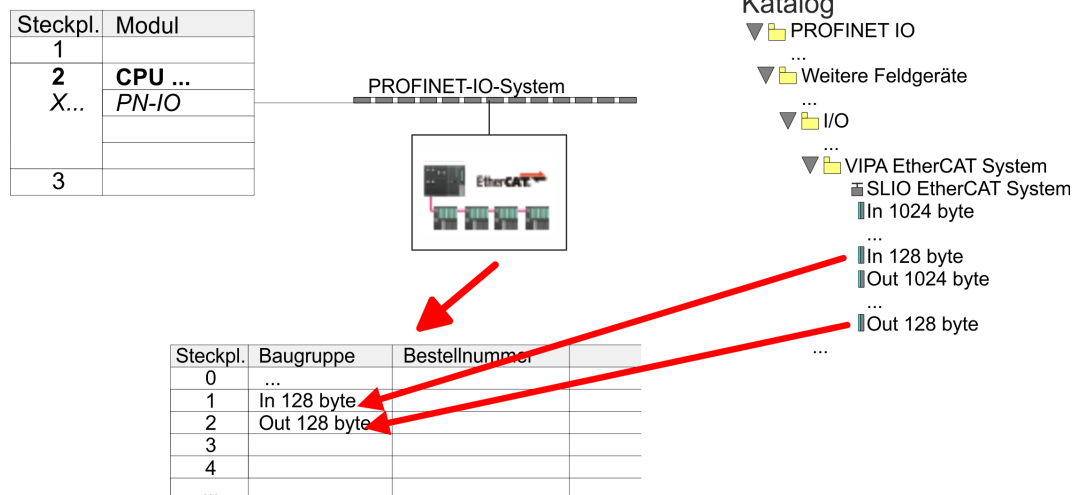 Steckpl. Modul
1
2 CPU ...
X... PN-IO
3
PROFINET-IO-System
EtherCAT
Katalog
PROFINET IO
...
Weitere Feldgeräte
...
I/O
...
VIPA EtherCAT System
SLIO EtherCAT System
In 1024 byte
...
In 128 byte
Out 1024 byte
...
Out 128 byte
...
Steckpl. Baugruppe Bestellnummer
0 ...
1 In 128 byte
2 Out 128 byte
3
4
...